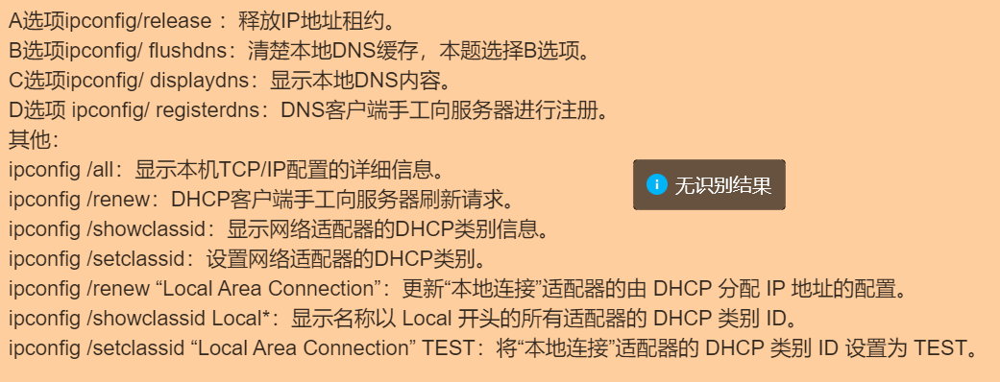 A选项ipconfig/release ：释放IP地址租约。
B选项ipconfig/ flushdns：清楚本地DNS缓存，本题选择B选项。
C选项ipconfig/ displaydns：显示本地DNS内容。
D选项 ipconfig/ registerdns：DNS客户端手工向服务器进行注册。
其他：
ipconfig /all：显示本机TCP/IP配置的详细信息。
无识别结果
ipconfig /renew：DHCP客户端手工向服务器刷新请求。
ipconfig /showclassid：显示网络适配器的DHCP类别信息。
ipconfig /setclassid：设置网络适配器的DHCP类别。
ipconfig /renew “Local Area Connection”：更新“本地连接”适配器的由 DHCP 分配 IP 地址的配置。
ipconfig /showclassid Local*：显示名称以 Local 开头的所有适配器的 DHCP 类别 ID。
ipconfig /setclassid “Local Area Connection” TEST：将“本地连接”适配器的 DHCP 类别 ID 设置为 TEST。